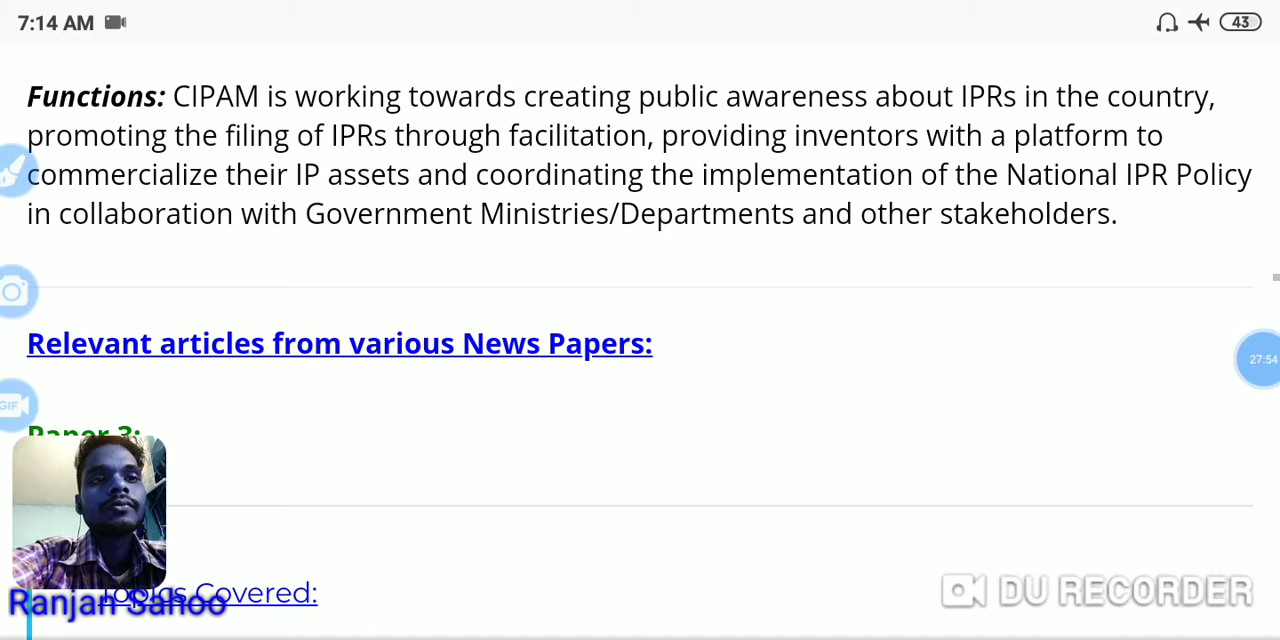 7:14 AM
43
Functions: CIPAM is working towards creating public awareness about IPRs in the country,
promoting the filing of IPRs through facilitation, providing inventors with a platform to
commercialize their IP assets and coordinating the implementation of the National IPR Policy
in collaboration with Government Ministries/Departments and other stakeholders.
Relevant articles from various News Papers:
27:54
GIF
Paper 3:
Topics Covered:
Ranjan Sahoo
DU RECORDER